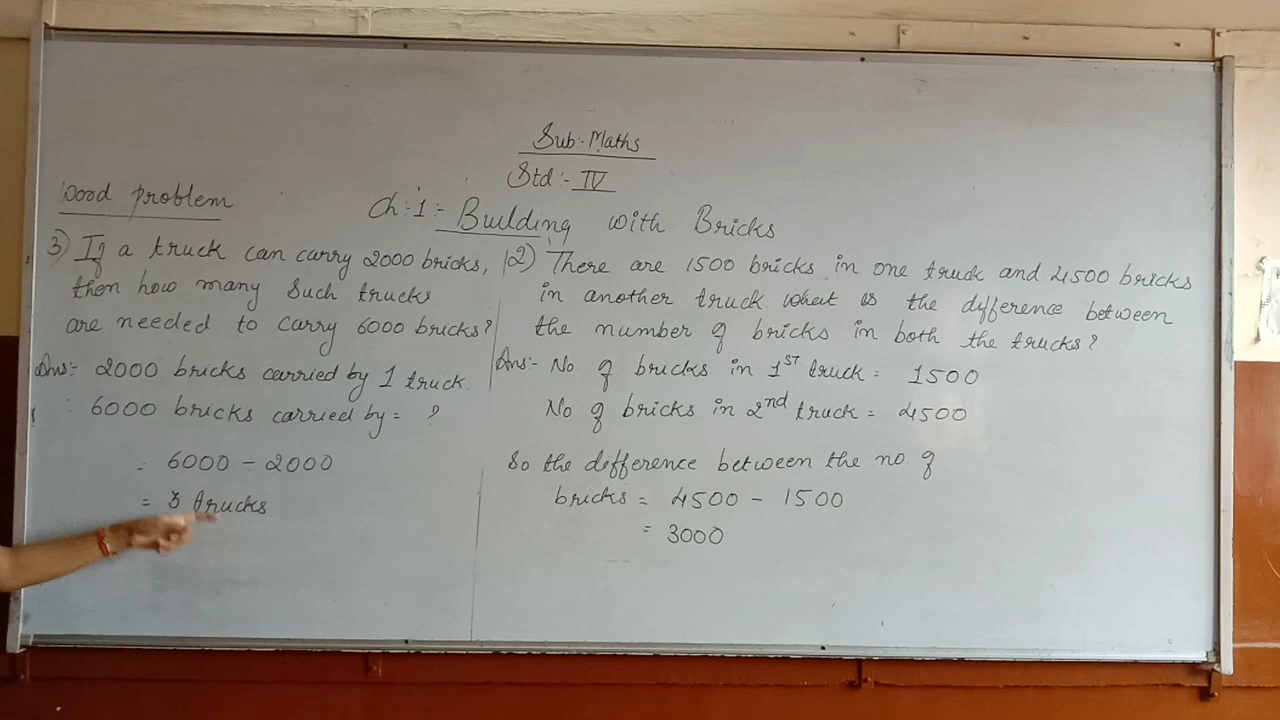 Sub:- Maths
Std:- IV
Word problem
Ch:1:- Building with Bricks
3) If a truck can carry 2000 bricks,
then how many such trucks
are needed to carry 6000 bricks?
Ans:- 2000 bricks carried by 1 truck.
: 6000 bricks carried by = ?
= 6000 - 2000
= 3 trucks
2) There are 1500 bricks in one truck and 4500 bricks
in another truck what is the difference between
the number of bricks in both the trucks?
Ans:- No of bricks in 1ST truck = 1500
No of bricks in 2nd truck = 4500
So the difference between the no of
bricks = 4500 - 1500
= 3000